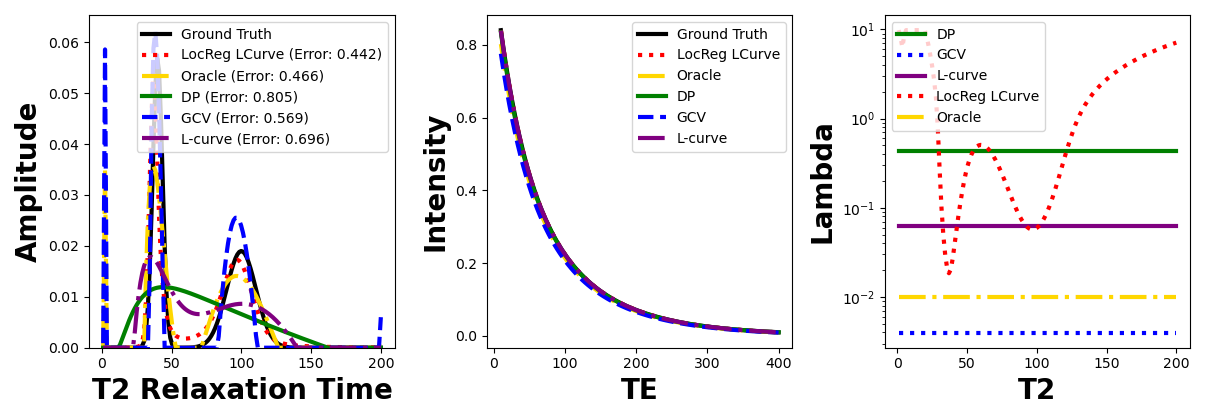 Amplitude
0.06
0.05
0.04
0.03
0.02
0.01
0.00
Ground Truth
LocReg LCurve (Error: 0.442)
Oracle (Error: 0.466)
DP (Error: 0.805)
GCV (Error: 0.569)
L-curve (Error: 0.696)
0 50 100 150 200
T2 Relaxation Time
Intensity
0.8
0.6
0.4
0.2
0.0
Ground Truth
LocReg LCurve
Oracle
DP
GCV
L-curve
0 100 200 300 400
TE
Lambda
10¹
10⁰
10⁻¹
10⁻²
DP
GCV
L-curve
LocReg LCurve
Oracle
0 50 100 150 200
T2